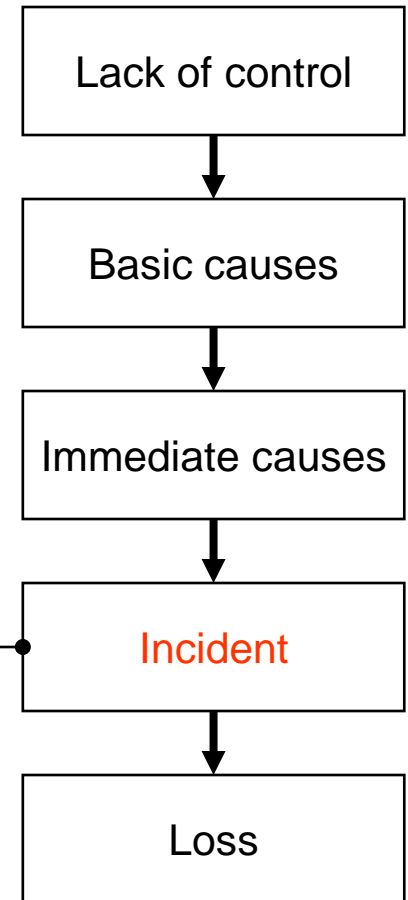 Lack of control
Basic causes
Immediate causes
Incident
Loss